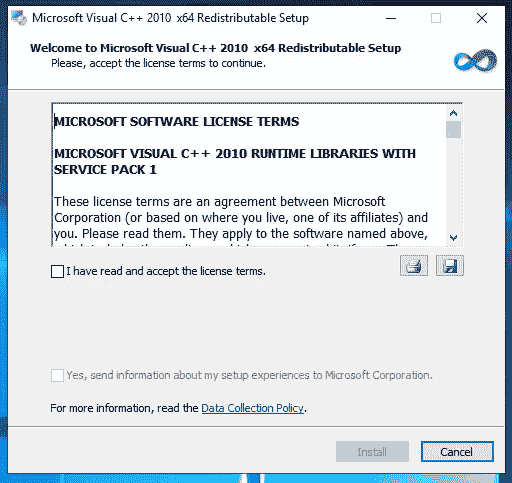 Microsoft Visual C++ 2010 x64 Redistributable Setup
Welcome to Microsoft Visual C++ 2010 x64 Redistributable Setup
Please, accept the license terms to continue.
MICROSOFT SOFTWARE LICENSE TERMS
MICROSOFT VISUAL C++ 2010 RUNTIME LIBRARIES WITH
SERVICE PACK 1
These license terms are an agreement between Microsoft
Corporation (or based on where you live, one of its affiliates) and
you. Please read them. They apply to the software named above,
I have read and accept the license terms.
Yes, send information about my setup experiences to Microsoft Corporation.
For more information, read the Data Collection Policy.
Install
Cancel